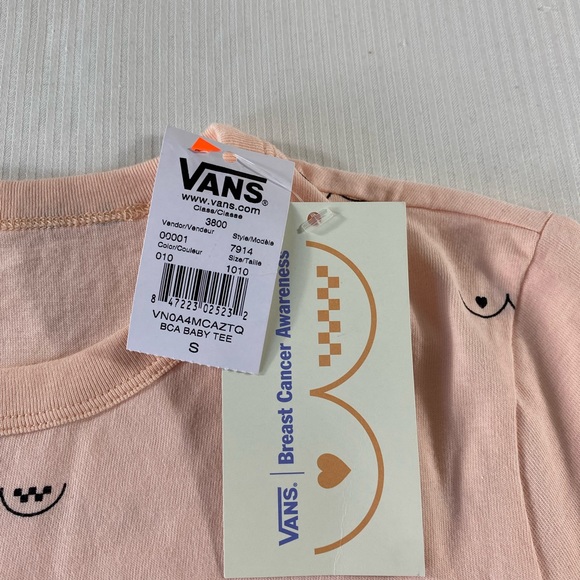 VANS®
www.vans.com
Class/Classe
3800
Vendor/Vendeur Style/Modèle
00001 7914
Color/Couleur Size/Taille
010 1010
8 47223 02523 2
VN0A4MCAZTQ
BCA BABY TEE
S
VANS. | Breast Cancer Awareness